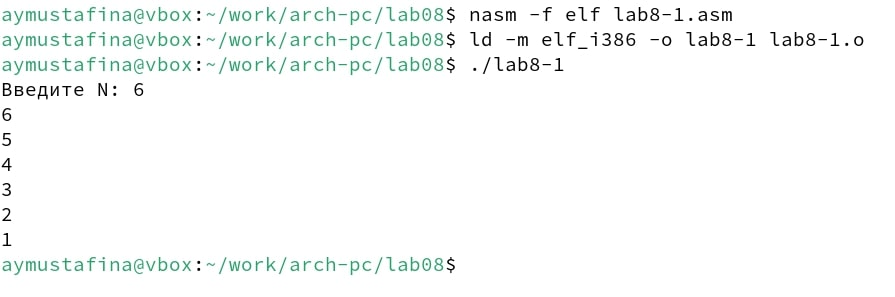 aymustafina@vbox:~/work/arch-pc/lab08$ nasm -f elf lab8-1.asm
aymustafina@vbox:~/work/arch-pc/lab08$ ld -m elf_i386 -o lab8-1 lab8-1.o
aymustafina@vbox:~/work/arch-pc/lab08$ ./lab8-1
Введите N: 6
6
5
4
3
2
1
aymustafina@vbox:~/work/arch-pc/lab08$